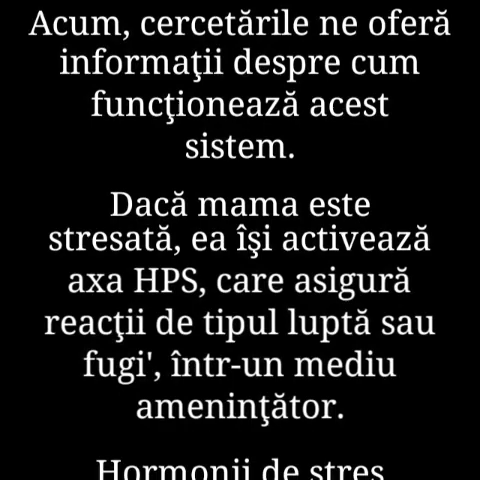 Acum, cercetările ne oferă
informaţii despre cum
funcţionează acest
sistem.
Dacă mama este
stresată, ea îşi activează
axa HPS, care asigură
reacţii de tipul luptă sau
fugi', într-un mediu
ameninţător.
Hormonii de stres